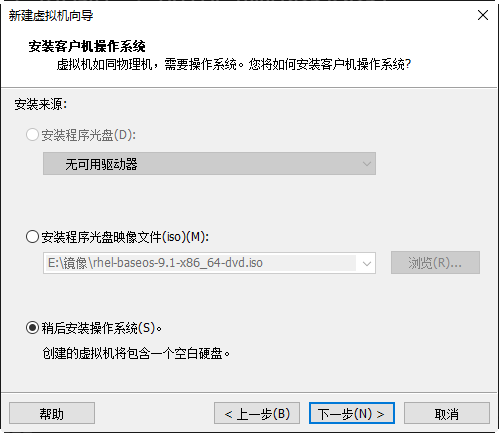 新建虚拟机向导
安装客户机操作系统
虚拟机如同物理机，需要操作系统。您将如何安装客户机操作系统?
安装来源:
安装程序光盘(D):
无可用驱动器
安装程序光盘映像文件(iso)(M):
E:\镜像\rhel-baseos-9.1-x86_64-dvd.iso
浏览(R)...
稍后安装操作系统(S)。
创建的虚拟机将包含一个空白硬盘。
帮助
< 上一步(B)
下一步(N) >
取消